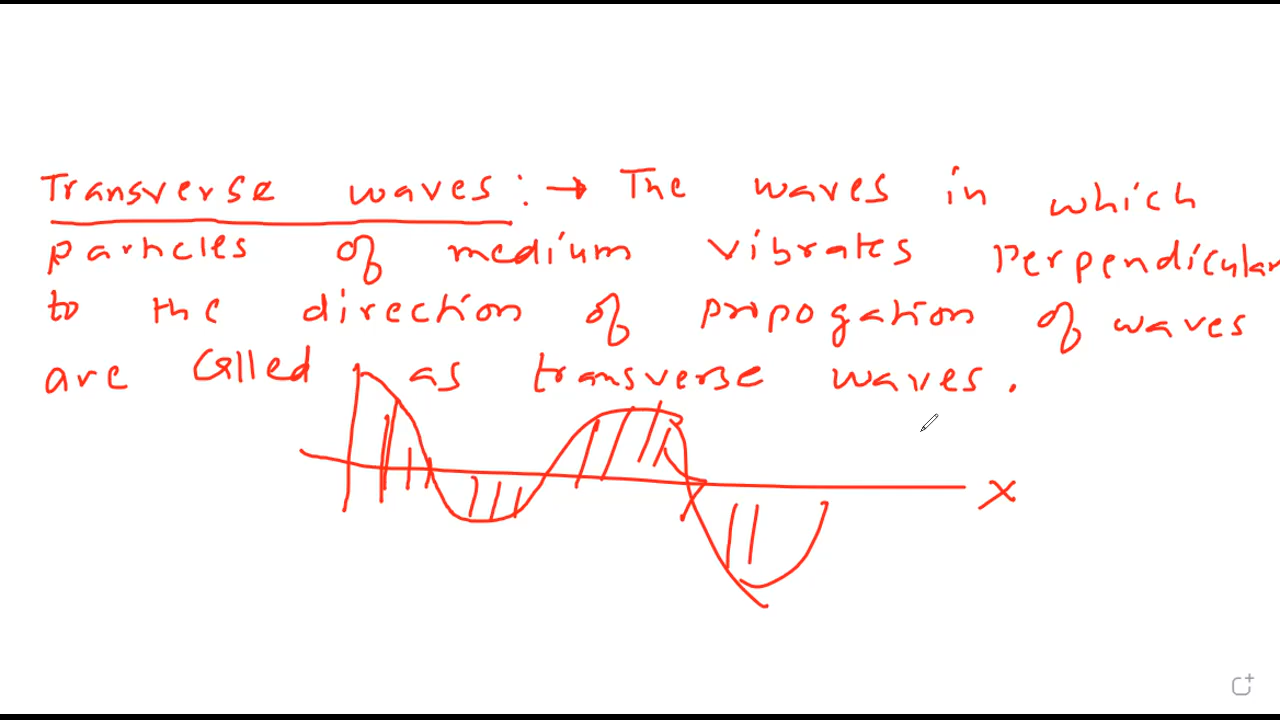 Transverse waves : → The waves in which
particles of medium vibrates perpendicular
to the direction of propogation of waves
are called as transverse waves.
X